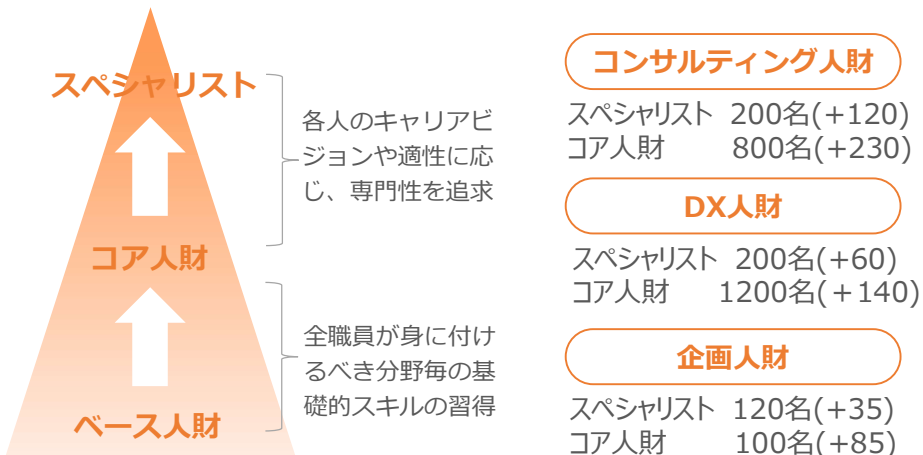 スペシャリスト
コア人財
ベース人財
各人のキャリアビ
ジョンや適性に応
じ、専門性を追求
全職員が身に付け
るべき分野毎の基
礎的スキルの習得
コンサルティング人財
スペシャリスト 200名(+120)
コア人財 800名(+230)
DX人財
スペシャリスト 200名(+60)
コア人財 1200名(＋140)
企画人財
スペシャリスト 120名(+35)
コア人財 100名(+85)